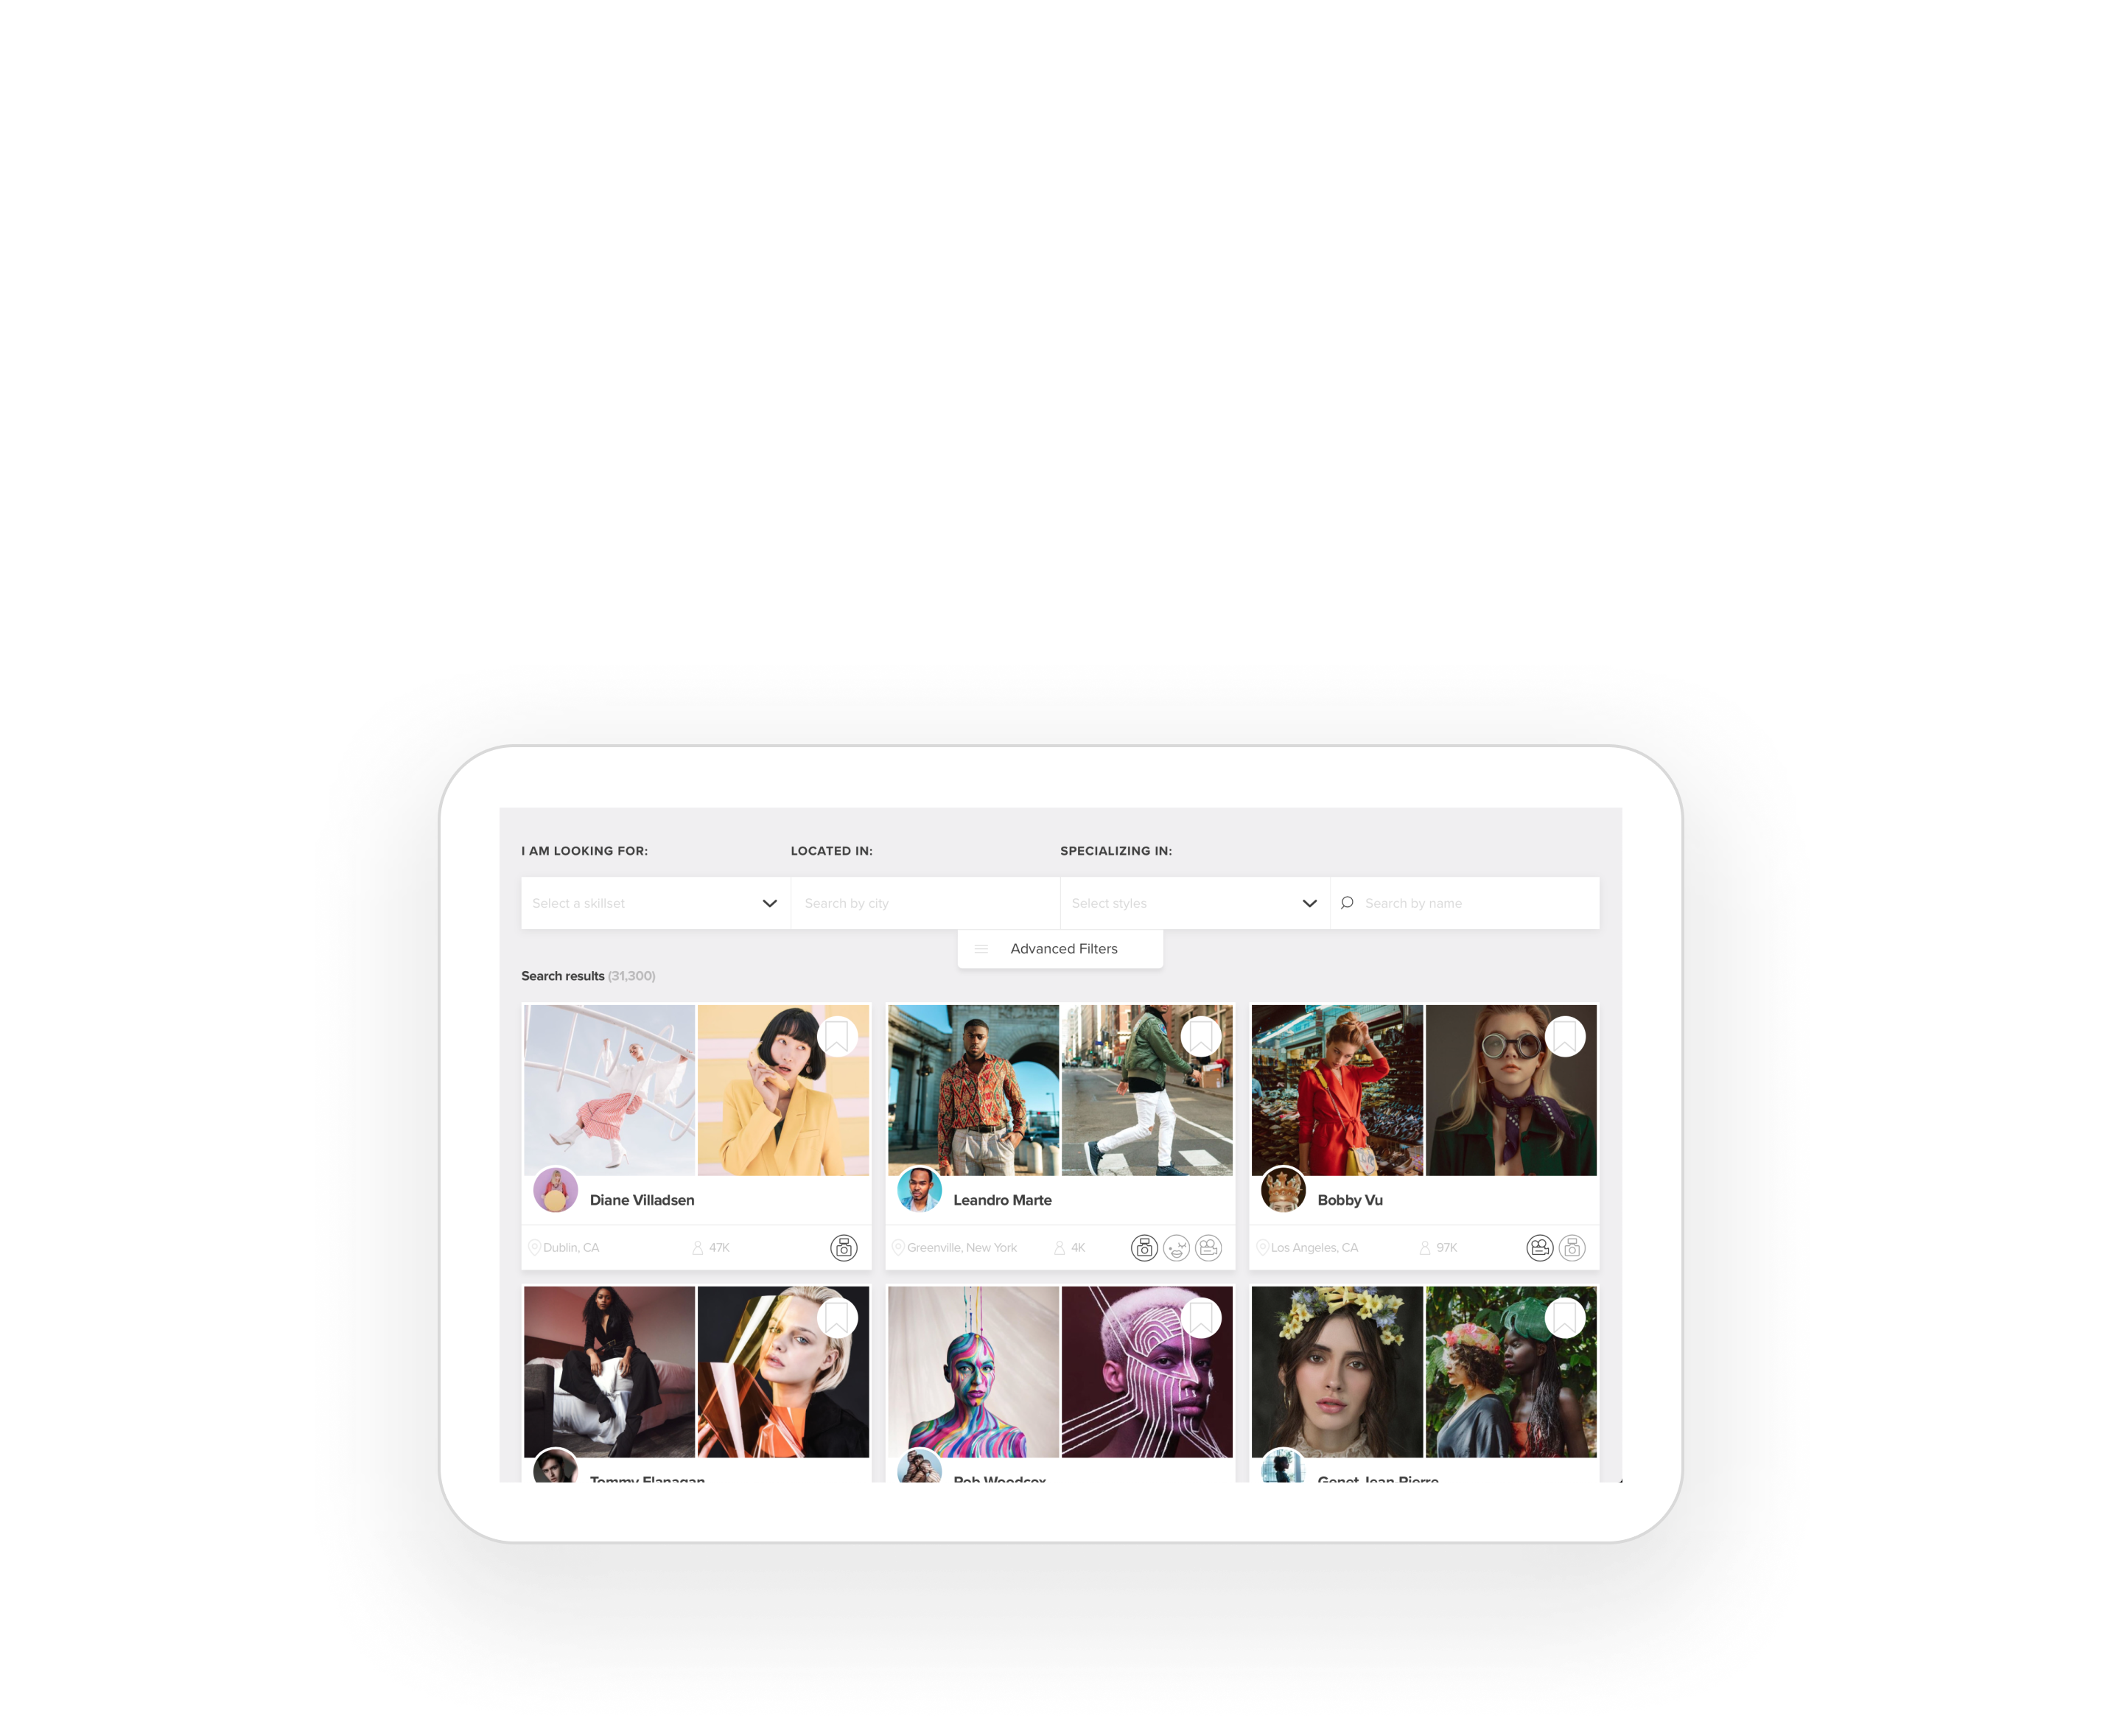 I AM LOOKING FOR: LOCATED IN: SPECIALIZING IN:
Select a skillset Search by city Select styles Search by name
Advanced Filters
Search results (31,300)
Diane Villadsen Leandro Marte Bobby Vu
Dublin, CA 47K Greenville, New York 4K Los Angeles, CA 97K
Tommy Flanagan Rob Woodcox Genet Jean-Pierre